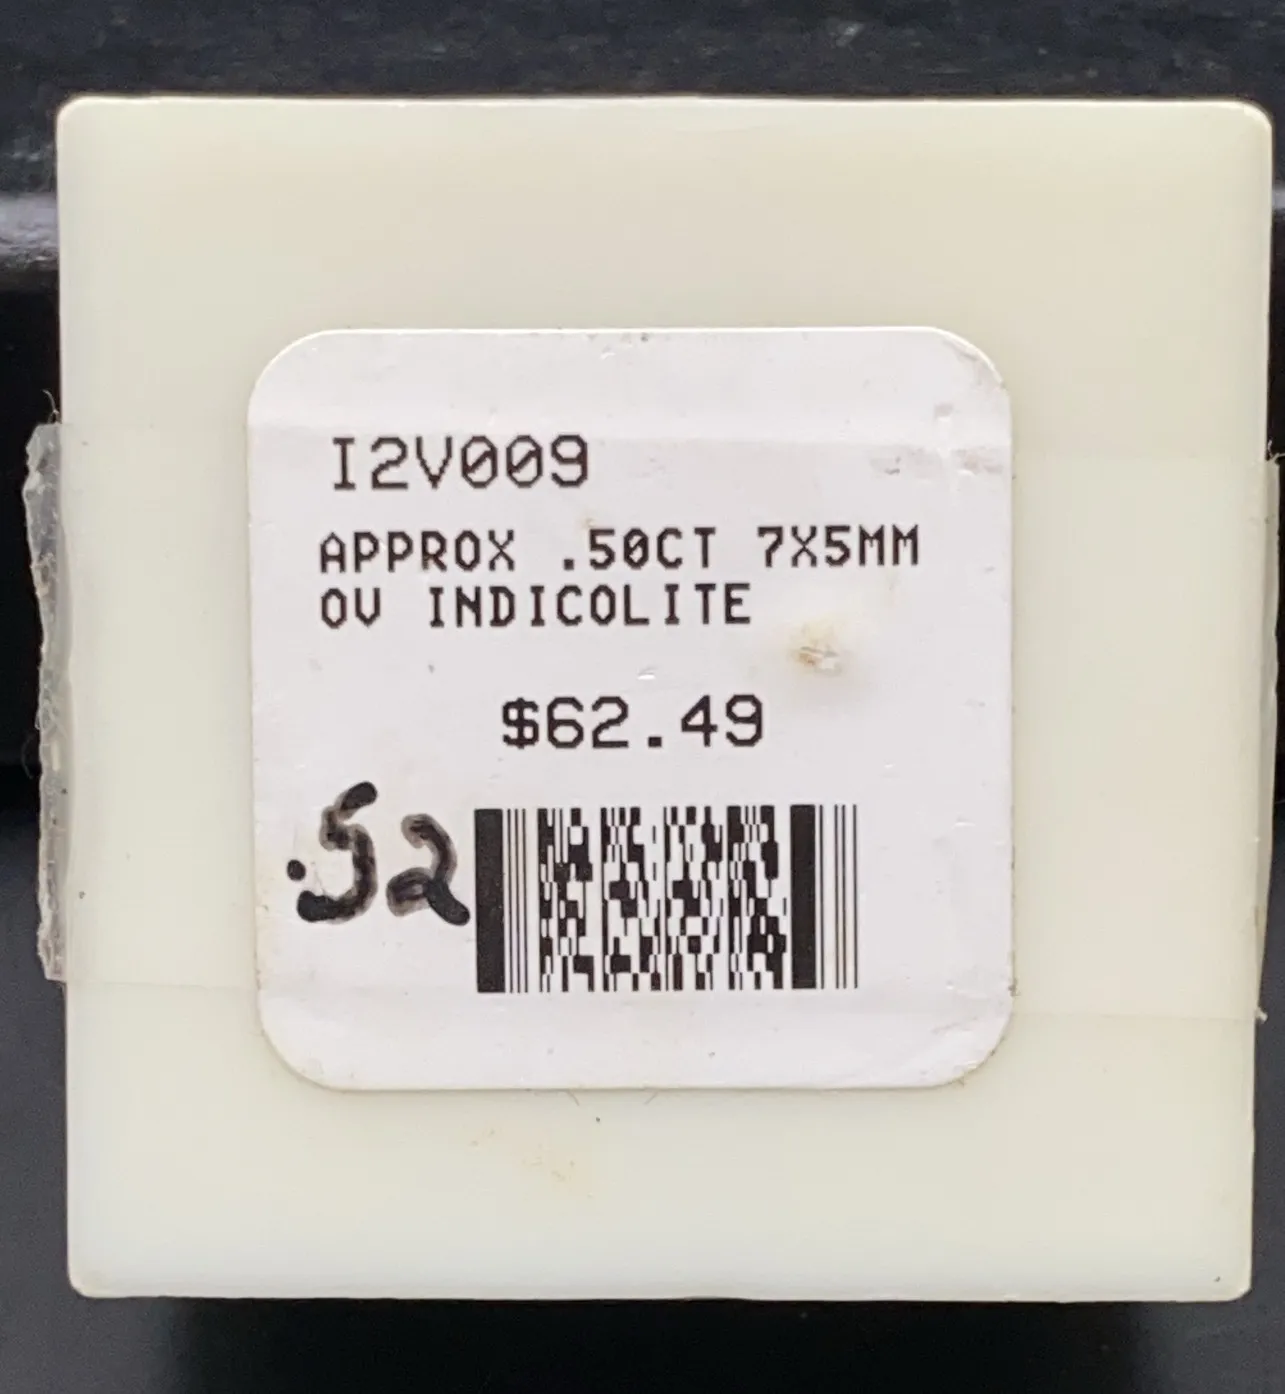 I2V009
APPROX .50CT 7X5MM
OV INDICOLITE
$62.49
.52